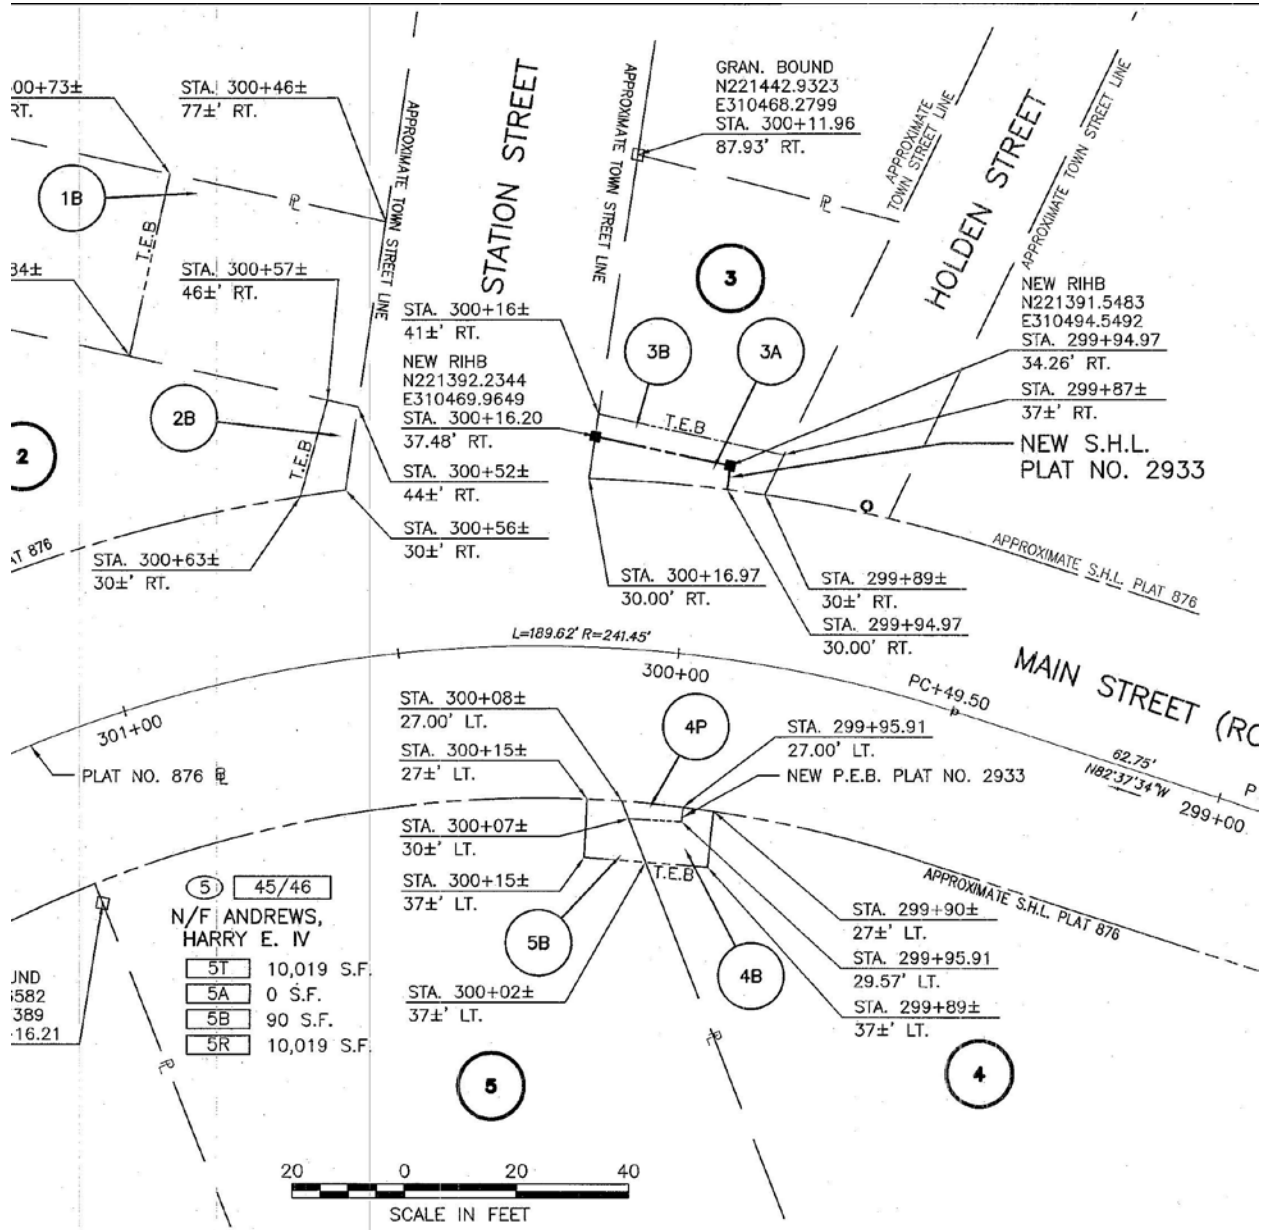 00+73±
RT.
STA. 300+46±
77±' RT.
APPROXIMATE TOWN STREET LINE
STATION STREET
APPROXIMATE TOWN STREET LINE
GRAN. BOUND
N221442.9323
E310468.2799
STA. 300+11.96
87.93' RT.
APPROXIMATE
TOWN STREET LINE
HOLDEN STREET
APPROXIMATE TOWN STREET LINE
1B
T.E.B
PL
PL
84±
STA. 300+57±
46±' RT.
3
STA. 300+16±
41±' RT.
NEW RIHB
N221392.2344
E310469.9649
STA. 300+16.20
37.48' RT.
3B
3A
T.E.B
NEW RIHB
N221391.5483
E310494.5492
STA. 299+94.97
34.26' RT.
STA. 299+87±
37±' RT.
NEW S.H.L.
PLAT NO. 2933
2B
2
T.E.B
STA. 300+52±
44±' RT.
STA. 300+56±
30±' RT.
AT 876
STA. 300+63±
30±' RT.
STA. 300+16.97
30.00' RT.
STA. 299+89±
30±' RT.
STA. 299+94.97
30.00' RT.
APPROXIMATE S.H.L. PLAT 876
L=189.62' R=241.45'
300+00
PC+49.50
MAIN STREET (RO
301+00
PLAT NO. 876 BL
62.75'
N82°37'34"W
P
299+00
STA. 300+08±
27.00' LT.
STA. 300+15±
27±' LT.
4P
STA. 299+95.91
27.00' LT.
NEW P.E.B. PLAT NO. 2933
STA. 300+07±
30±' LT.
STA. 300+15±
37±' LT.
T.E.B
APPROXIMATE S.H.L. PLAT 876
5 45/46
N/F ANDREWS,
HARRY E. IV
5T 10,019 S.F.
5A 0 S.F.
5B 90 S.F.
5R 10,019 S.F.
UND
6582
389
16.21
5B
4B
STA. 299+90±
27±' LT.
STA. 299+95.91
29.57' LT.
STA. 299+89±
37±' LT.
STA. 300+02±
37±' LT.
PL
PL
5
4
20 0 20 40
SCALE IN FEET